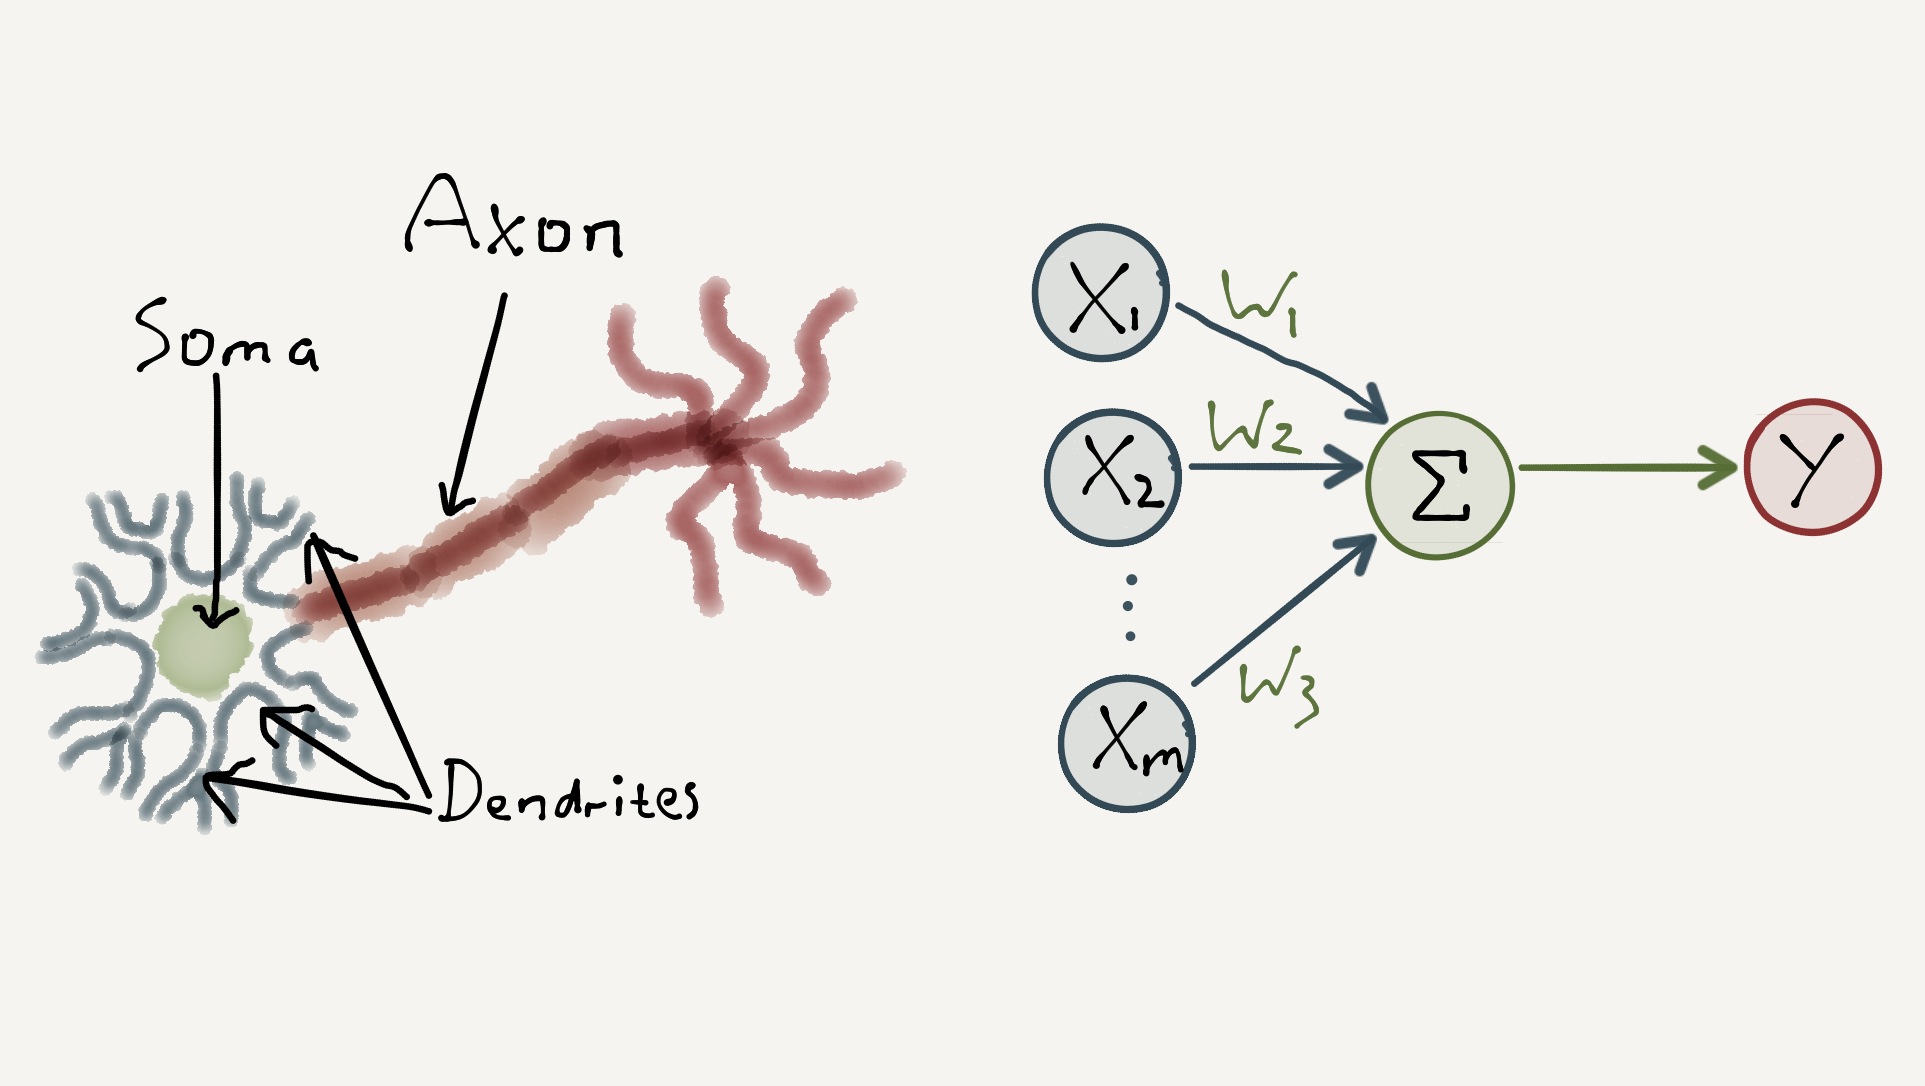 Axon
Soma
Dendrites
X1
W1
X2
W2
Σ
Y
Xm
W3